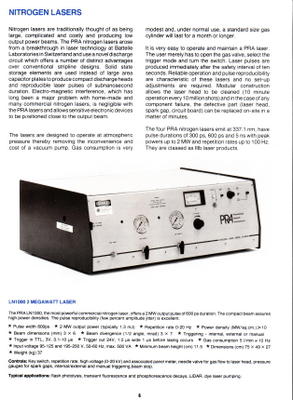 NITROGEN LASERS
Nitrogen lasers are traditionally thought of as being
large, complicated and costly and producing low
output power beams. The PRA nitrogen lasers arose
from a breakthrough in laser technology at Battelle
Laboratories in Switzerland and use a novel discharge
circuit which offers a number of distinct advantages
over conventional stripline designs. Solid state
storage elements are used instead of large area
capacitor plates to produce compact discharge heads
and reproducible laser pulses of subnanosecond
duration. Electro-magnetic interference, which has
long been a major problem with home-made and
many commercial nitrogen lasers, is negligible with
the PRA lasers and allows sensitive electronic devices
to be positioned close to the output beam.
The lasers are designed to operate at atmospheric
pressure thereby removing the inconvenience and
cost of a vacuum pump. Gas consumption is very
modest and, under normal use, a standard size gas
cylinder will last for a month or longer.
It is very easy to operate and maintain a PRA laser.
The user merely has to open the gas valve, select the
trigger mode and turn the switch. Laser pulses are
produced immediately after the safety interval of ten
seconds. Reliable operation and pulse reproducibility
are characteristic of these lasers and no set-up
adjustments are required. Modular construction
allows the laser head to be cleaned (10 minute
operation every 10 million shots) and in the case of any
component failure, the defective part (laser head,
spark gap, circuit board) can be replaced on-site in a
matter of minutes.
The four PRA nitrogen lasers emit at 337.1 nm, have
pulse durations of 300 ps, 600 ps and 5 ns with peak
powers up to 2 MW and repetition rates up to 100 Hz.
They are classed as IIIb laser products.
PRA
LN1000 2 MEGAWATT LASER
The PRA LN1000, the most powerful commercial nitrogen laser, offers a 2 MW output pulse of 600 ps duration. The compact beam assures
high power densities. The pulse reproducibility (few percent amplitude jitter) is excellent.
★ Pulse width 600ps ★ 2 MW output power (typically 1.3 mJ) ★ Repetition rate 0-20 Hz ★ Power density (MW/sq.cm.)
★ Beam dimensions (mm) 3 × 6 ★ Beam divergence (1/2 angle, mrad) 3 × 7 ★ Triggering – internal, external or manual
★ Trigger in TTL, 3V, 0.1-10 µs ★ Trigger out 24V, 1.0 µs wide 1 µs before lasing occurs ★ Gas consumption 5 l/min x 10 Hz
★ Input voltage 95-125 and 195-250 V, 50-60 Hz, max. 500 VA ★ Minimum beam height (cm) 17.5 ★ Dimensions (cm) 75 × 40 × 27
★ Weight (kg) 37
Controls: Key switch, repetition rate, high voltage (0-20 kV) and associated panel meter, needle valve for gas flow to laser head, pressure
gauges for spark gap, internal/external and manual triggering beam stop.
Typical applications: flash photolysis, transient fluorescence and phosphorescence decays, LIDAR, dye laser pumping.
6